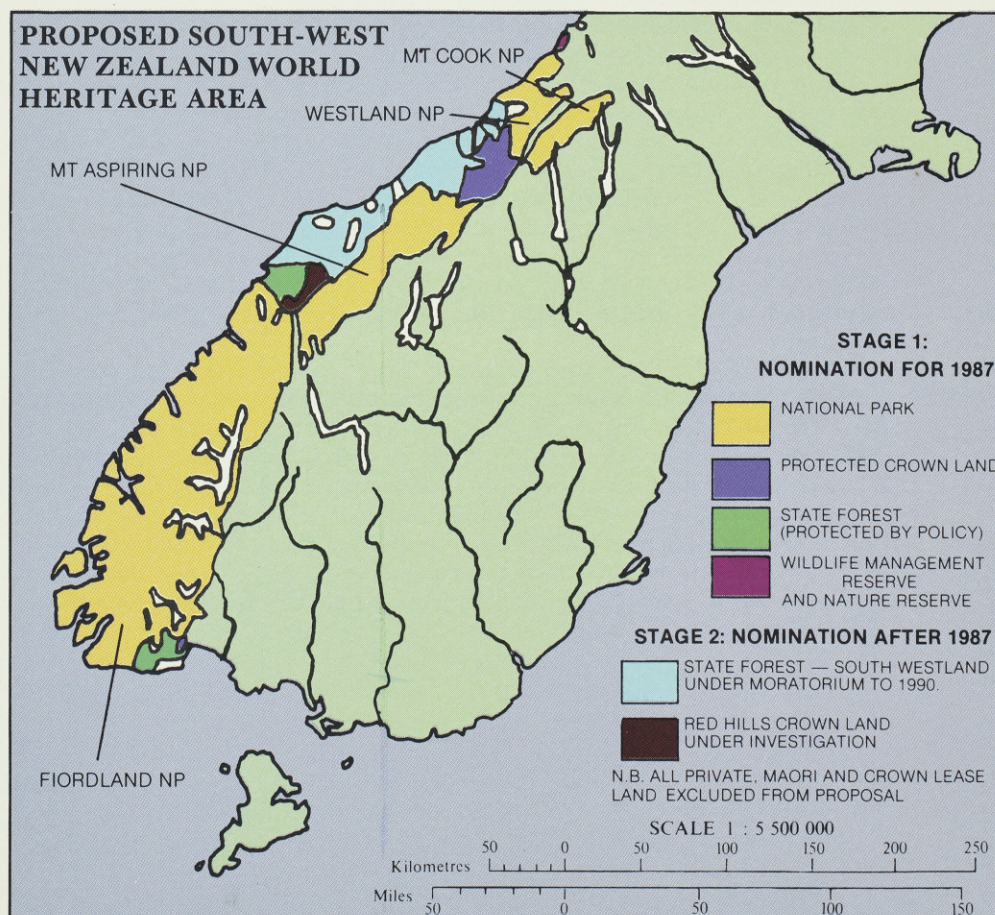 PROPOSED SOUTH-WEST
NEW ZEALAND WORLD
HERITAGE AREA
MT COOK NP
WESTLAND NP
MT ASPIRING NP
FIORDLAND NP
STAGE 1:
NOMINATION FOR 1987
NATIONAL PARK
PROTECTED CROWN LAND
STATE FOREST
(PROTECTED BY POLICY)
WILDLIFE MANAGEMENT
RESERVE
AND NATURE RESERVE
STAGE 2: NOMINATION AFTER 1987
STATE FOREST — SOUTH WESTLAND
UNDER MORATORIUM TO 1990.
RED HILLS CROWN LAND
UNDER INVESTIGATION
N.B. ALL PRIVATE, MAORI AND CROWN LEASE
LAND EXCLUDED FROM PROPOSAL
SCALE 1 : 5 500 000
Kilometres 50 0 50 100 150 200 250
Miles 50 0 50 100 150